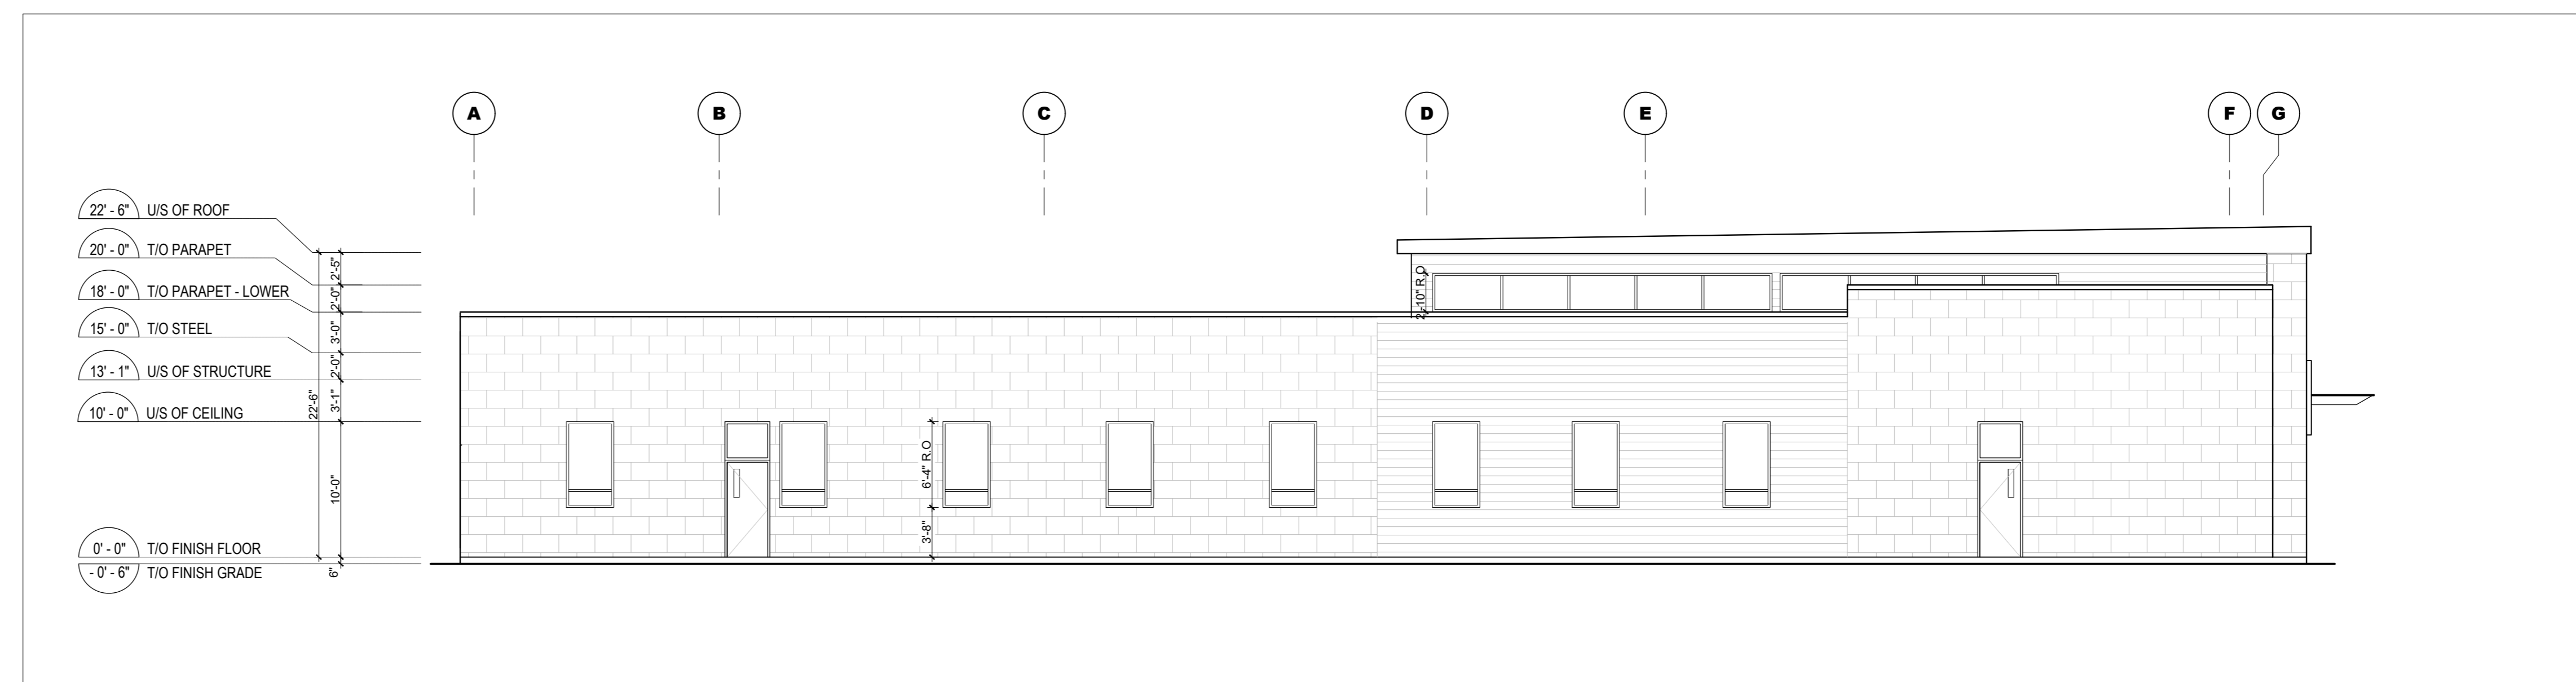 A B C D E F G
22' - 6" U/S OF ROOF
20' - 0" T/O PARAPET
18' - 0" T/O PARAPET - LOWER
15' - 0" T/O STEEL
13' - 1" U/S OF STRUCTURE
10' - 0" U/S OF CEILING
0' - 0" T/O FINISH FLOOR
- 0' - 6" T/O FINISH GRADE
22'-6"
2'-5"
2'-0"
3'-0"
2'-0"
3'-1"
10'-0"
6"
6'-4" R.O
3'-8"
2'-10" R.O